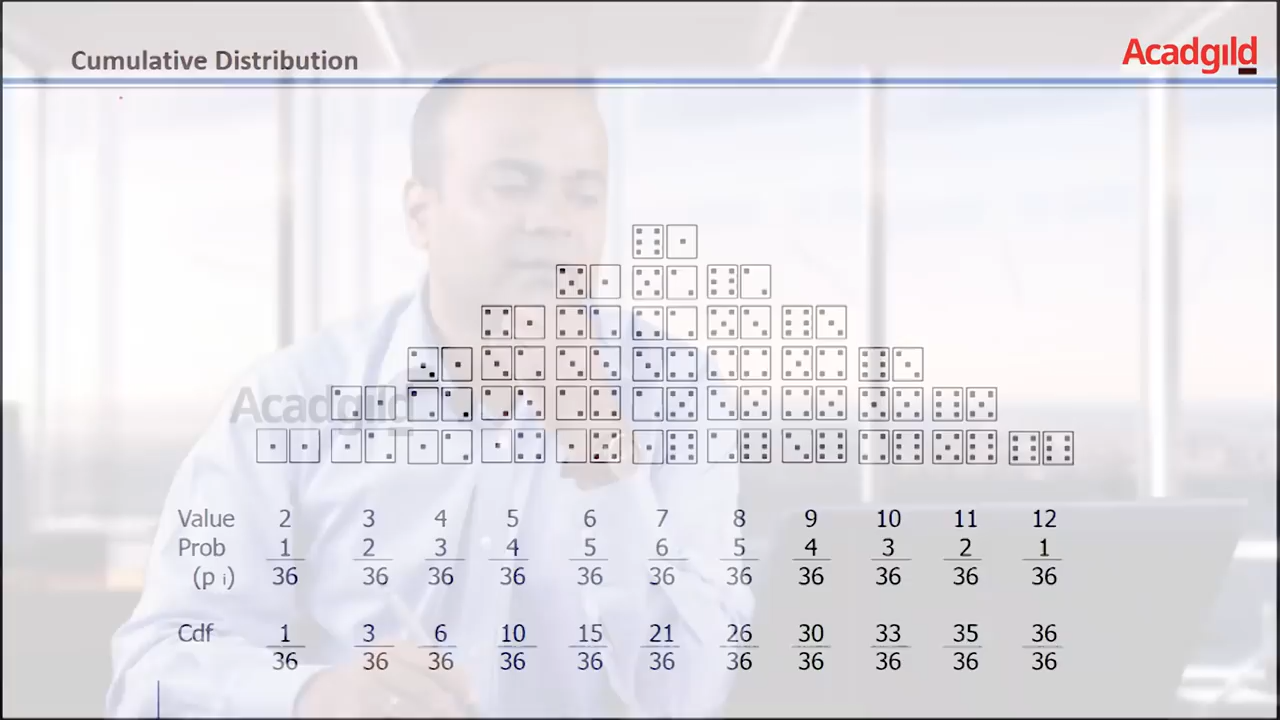 Cumulative Distribution
Acadgıld
Acadgild
Value 2 3 4 5 6 7 8 9 10 11 12
Prob 1 2 3 4 5 6 5 4 3 2 1
(p i) 36 36 36 36 36 36 36 36 36 36 36
Cdf 1 3 6 10 15 21 26 30 33 35 36
36 36 36 36 36 36 36 36 36 36 36